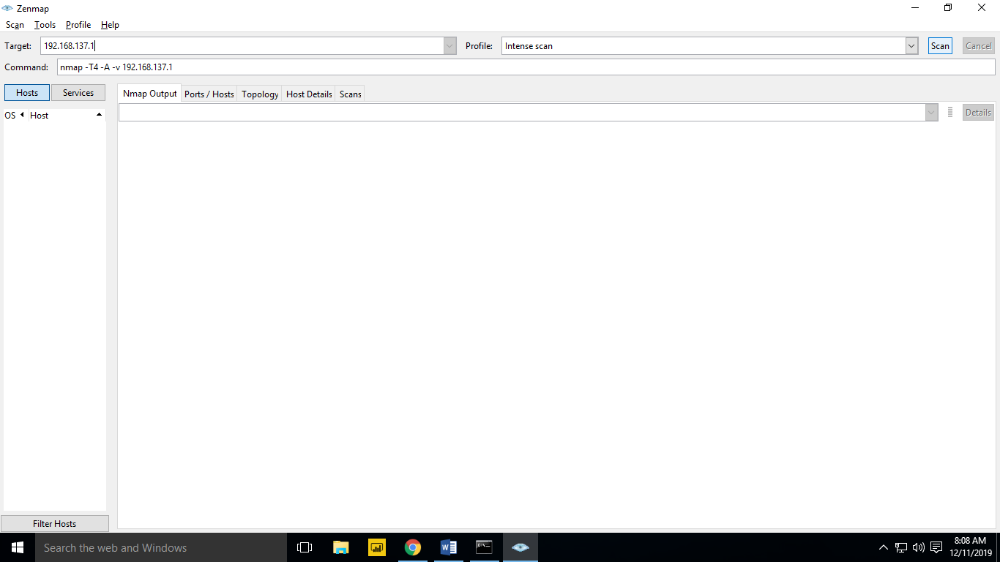 Zenmap
Scan Tools Profile Help
Target: 192.168.137.1 Profile: Intense scan Scan Cancel
Command: nmap -T4 -A -v 192.168.137.1
Hosts Services Nmap Output Ports / Hosts Topology Host Details Scans
Details
OS Host
Filter Hosts
Search the web and Windows
8:08 AM
12/11/2019